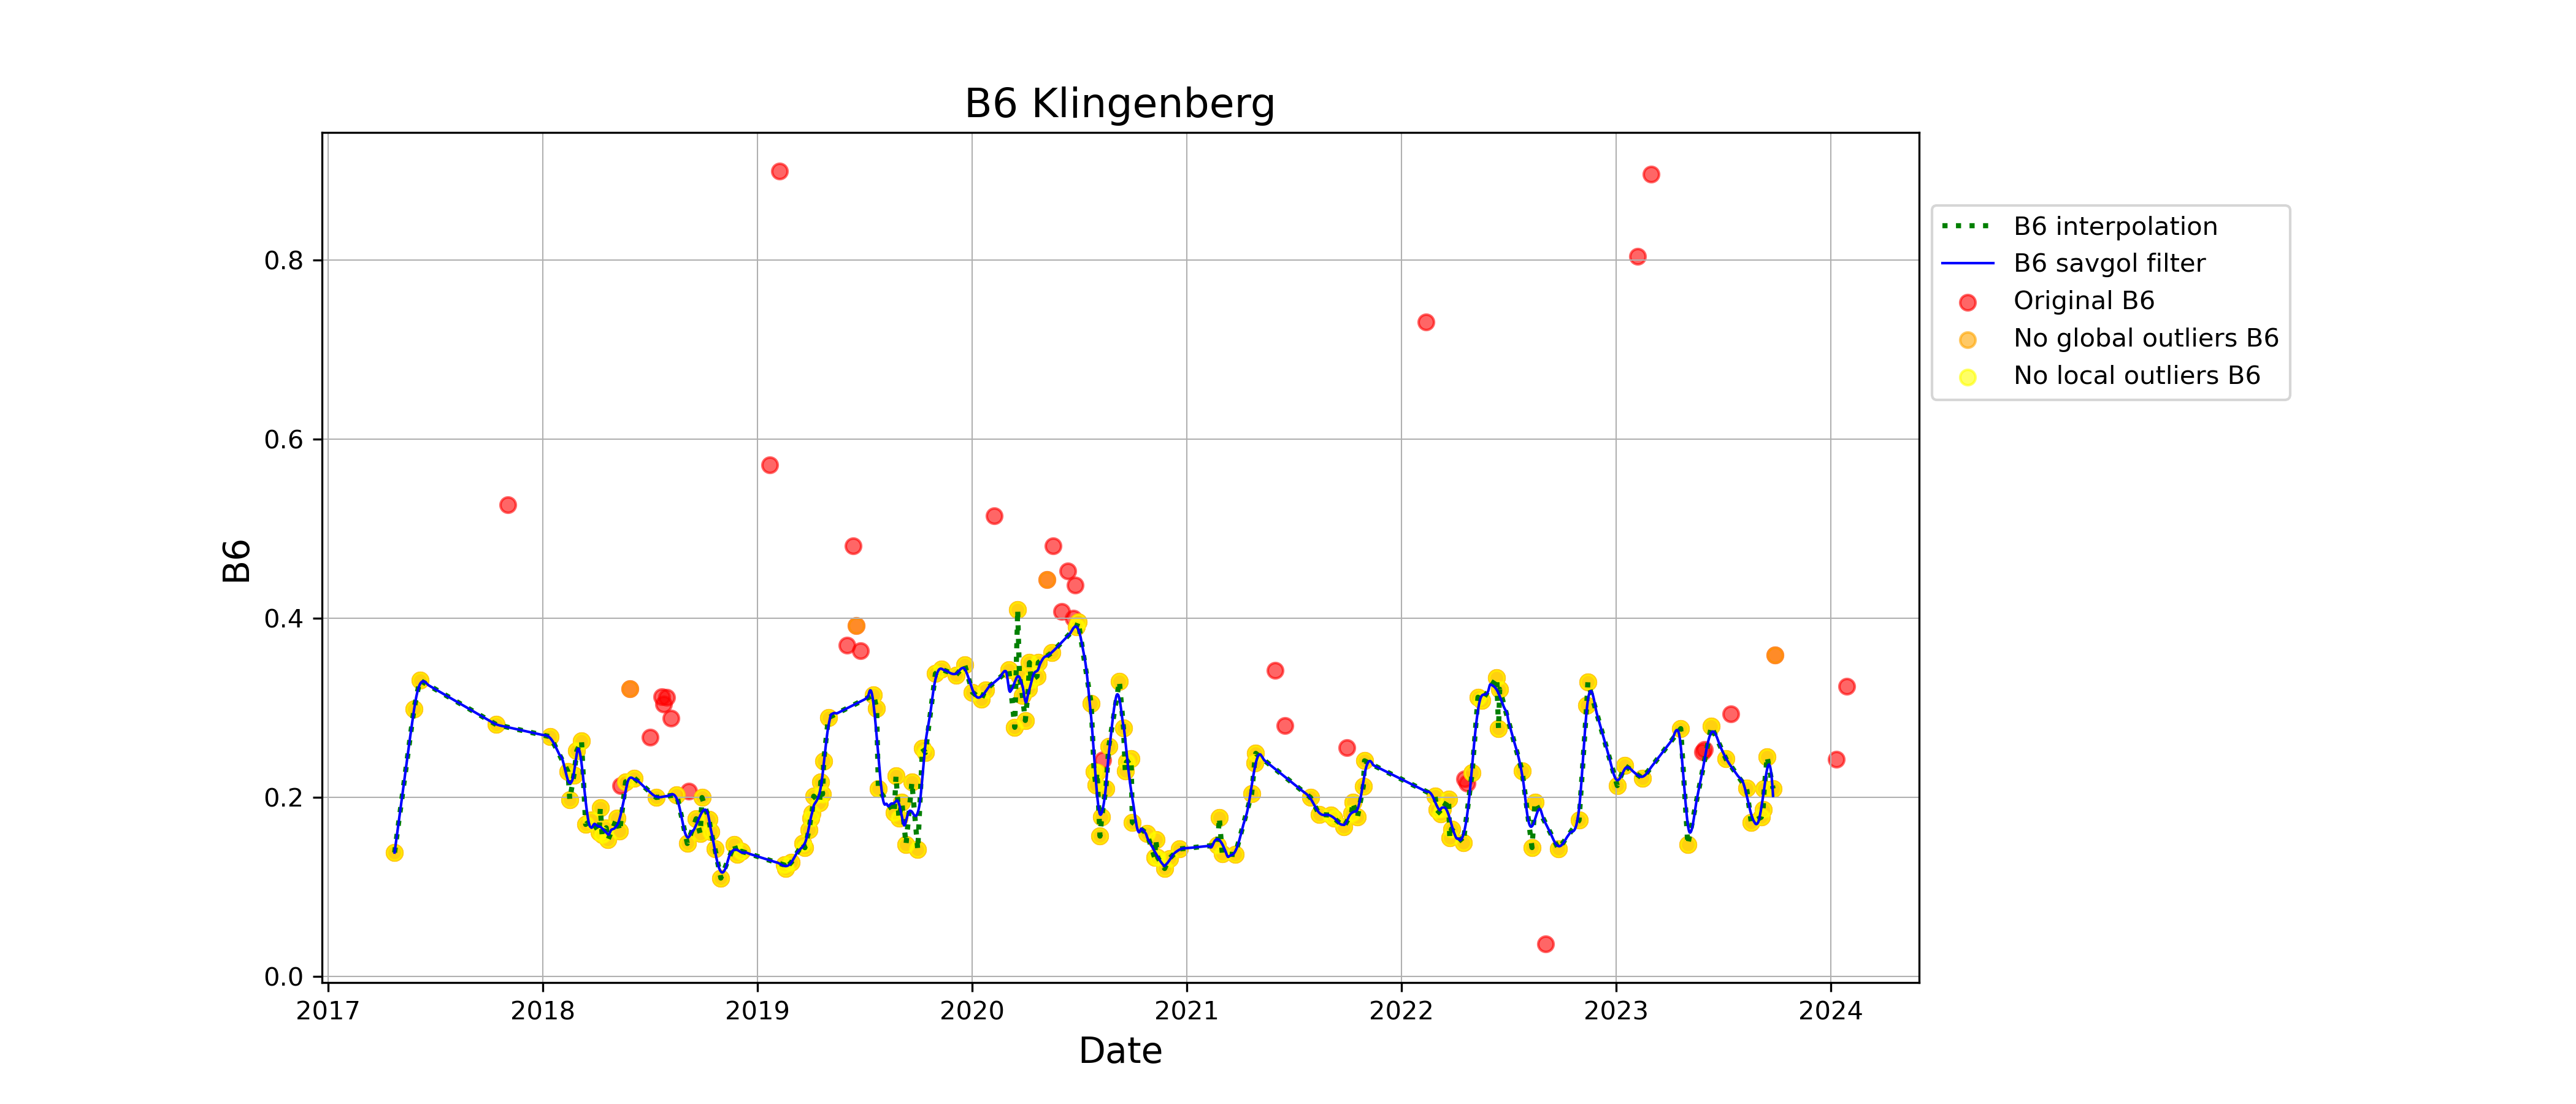 B6 Klingenberg
B6
0.8
0.6
0.4
0.2
0.0
2017 2018 2019 2020 2021 2022 2023 2024
Date
B6 interpolation
B6 savgol filter
Original B6
No global outliers B6
No local outliers B6